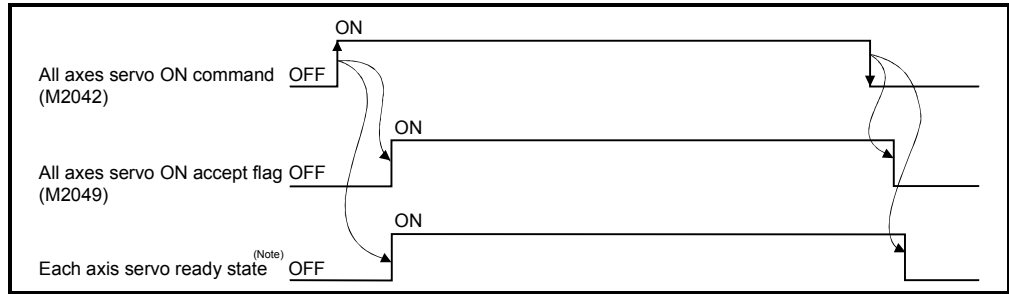 ON
All axes servo ON command OFF
(M2042)
ON
All axes servo ON accept flag OFF
(M2049)
ON
Each axis servo ready state (Note) OFF